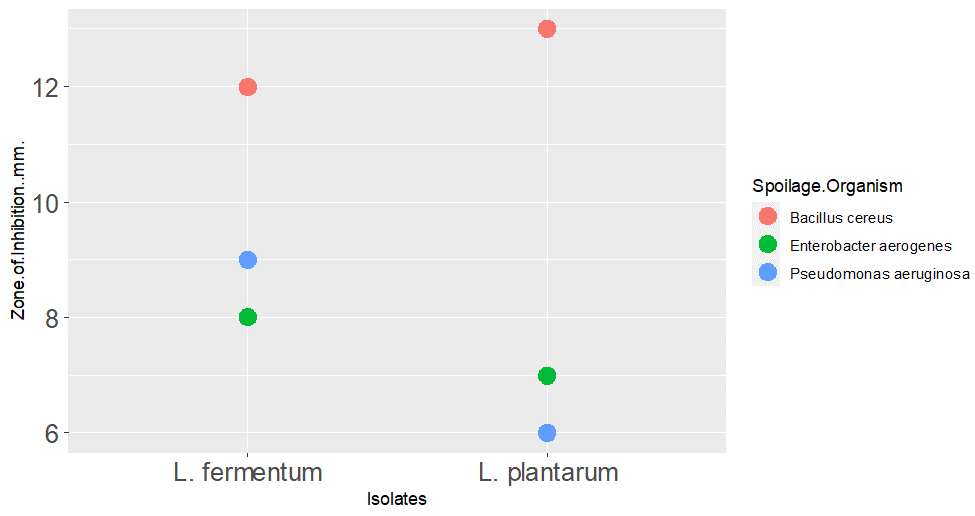 Zone.of.Inhibition..mm.
12
10
8
6
L. fermentum
L. plantarum
Isolates
Spoilage.Organism
Bacillus cereus
Enterobacter aerogenes
Pseudomonas aeruginosa